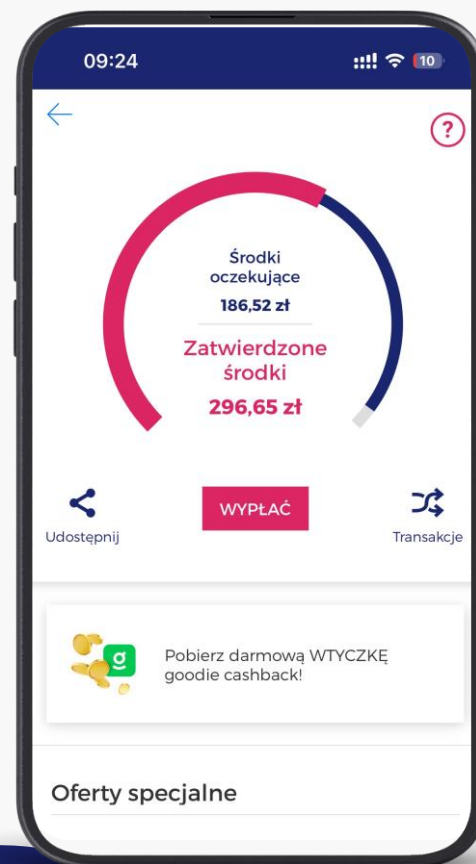 09:24
10
?
Środki
oczekujące
186,52 zł
Zatwierdzone
środki
296,65 zł
WYPŁAĆ
Udostępnij
Transakcje
g
Pobierz darmową WTYCZKĘ
goodie cashback!
Oferty specjalne